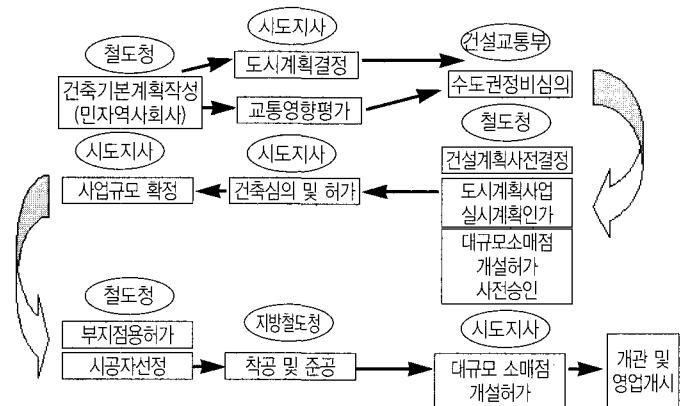 철도청
시도지사
건설교통부
건축기본계획작성
(민자역사회사)
도시계획결정
교통영향평가
수도권정비심의
시도지사
시도지사
철도청
사업규모 확정
건축심의 및 허가
건설계획사전결정
도시계획사업
실시계획인가
대규모소매점
개설허가
사전승인
철도청
지방철도청
시도지사
부지점용허가
시공자선정
착공 및 준공
대규모 소매점
개설허가
개관 및
영업개시